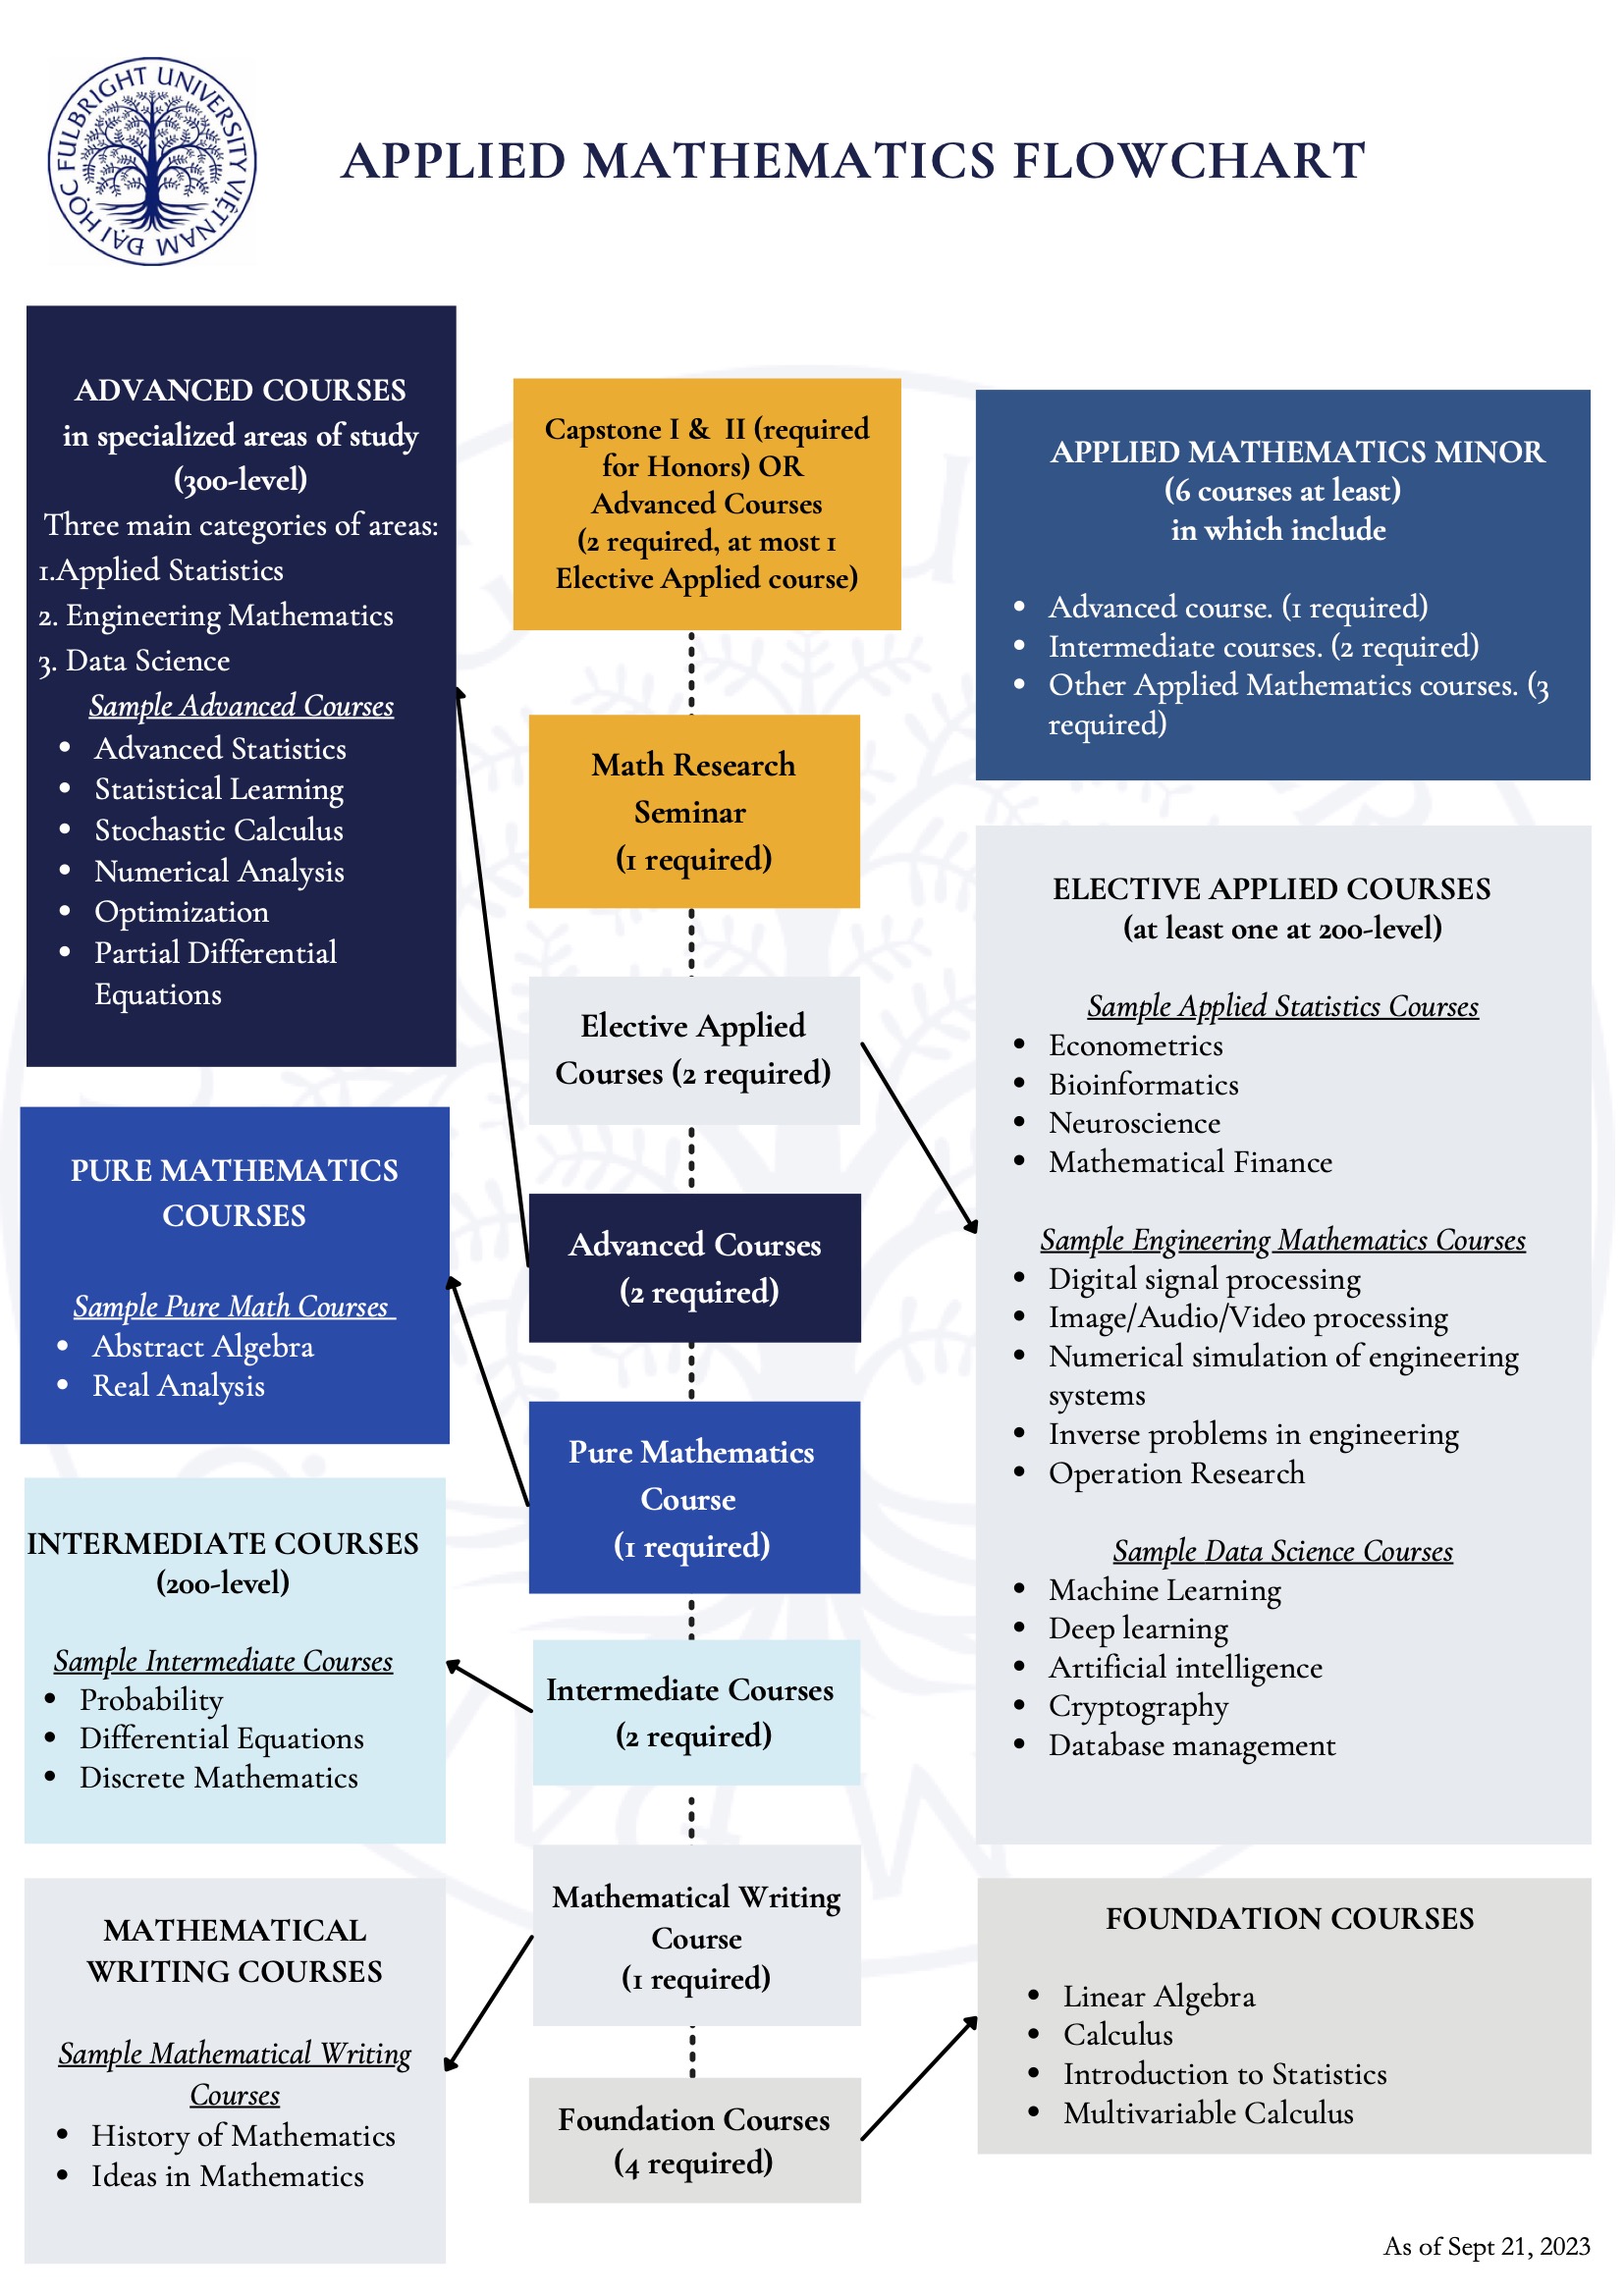 FULBRIGHT UNIVERSITY VIỆT NAM
ĐẠI HỌC
APPLIED MATHEMATICS FLOWCHART
ADVANCED COURSES
in specialized areas of study
(300-level)
Three main categories of areas:
1.Applied Statistics
2. Engineering Mathematics
3. Data Science
Sample Advanced Courses
• Advanced Statistics
• Statistical Learning
• Stochastic Calculus
• Numerical Analysis
• Optimization
• Partial Differential
Equations
PURE MATHEMATICS
COURSES
Sample Pure Math Courses
• Abstract Algebra
• Real Analysis
INTERMEDIATE COURSES
(200-level)
Sample Intermediate Courses
• Probability
• Differential Equations
• Discrete Mathematics
MATHEMATICAL
WRITING COURSES
Sample Mathematical Writing
Courses
• History of Mathematics
• Ideas in Mathematics
Capstone I & II (required
for Honors) OR
Advanced Courses
(2 required, at most 1
Elective Applied course)
Math Research
Seminar
(1 required)
Elective Applied
Courses (2 required)
Advanced Courses
(2 required)
Pure Mathematics
Course
(1 required)
Intermediate Courses
(2 required)
Mathematical Writing
Course
(1 required)
Foundation Courses
(4 required)
APPLIED MATHEMATICS MINOR
(6 courses at least)
in which include
• Advanced course. (1 required)
• Intermediate courses. (2 required)
• Other Applied Mathematics courses. (3
required)
ELECTIVE APPLIED COURSES
(at least one at 200-level)
Sample Applied Statistics Courses
• Econometrics
• Bioinformatics
• Neuroscience
• Mathematical Finance
Sample Engineering Mathematics Courses
• Digital signal processing
• Image/Audio/Video processing
• Numerical simulation of engineering
systems
• Inverse problems in engineering
• Operation Research
Sample Data Science Courses
• Machine Learning
• Deep learning
• Artificial intelligence
• Cryptography
• Database management
FOUNDATION COURSES
• Linear Algebra
• Calculus
• Introduction to Statistics
• Multivariable Calculus
As of Sept 21, 2023